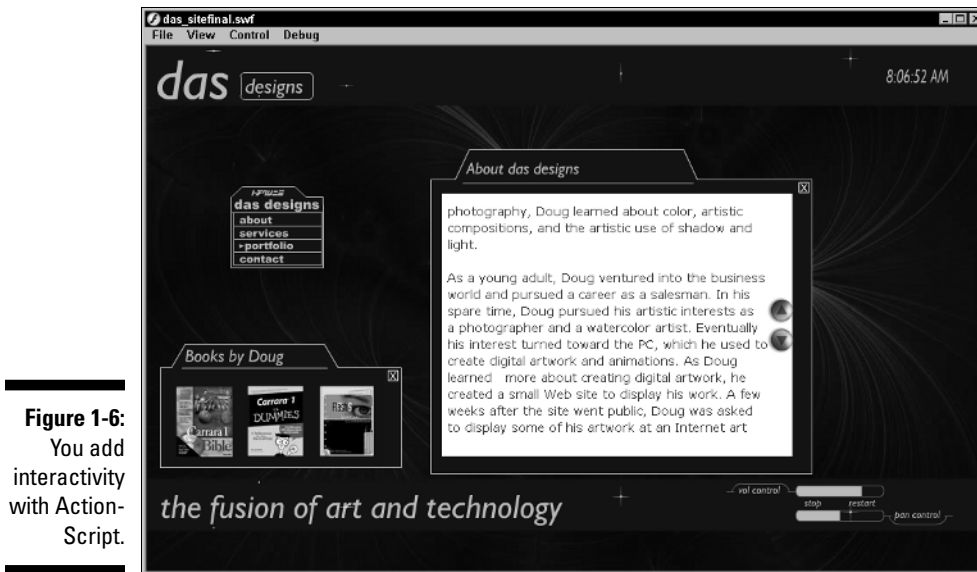 das_sitefinal.swf
File View Control Debug
das designs
8:06:52 AM
About das designs
das designs
about
services
portfolio
contact
photography, Doug learned about color, artistic
compositions, and the artistic use of shadow and
light.
As a young adult, Doug ventured into the business
world and pursued a career as a salesman. In his
spare time, Doug pursued his artistic interests as
a photographer and a watercolor artist. Eventually
his interest turned toward the PC, which he used to
create digital artwork and animations. As Doug
learned more about creating digital artwork, he
created a small Web site to display his work. A few
weeks after the site went public, Doug was asked
to display some of his artwork at an Internet art
Books by Doug
Carrara 1
Bible
Carrara 1
DUMMIES
the fusion of art and technology
vol control
stop restart
pan control
Figure 1-6:
You add
interactivity
with Action-
Script.